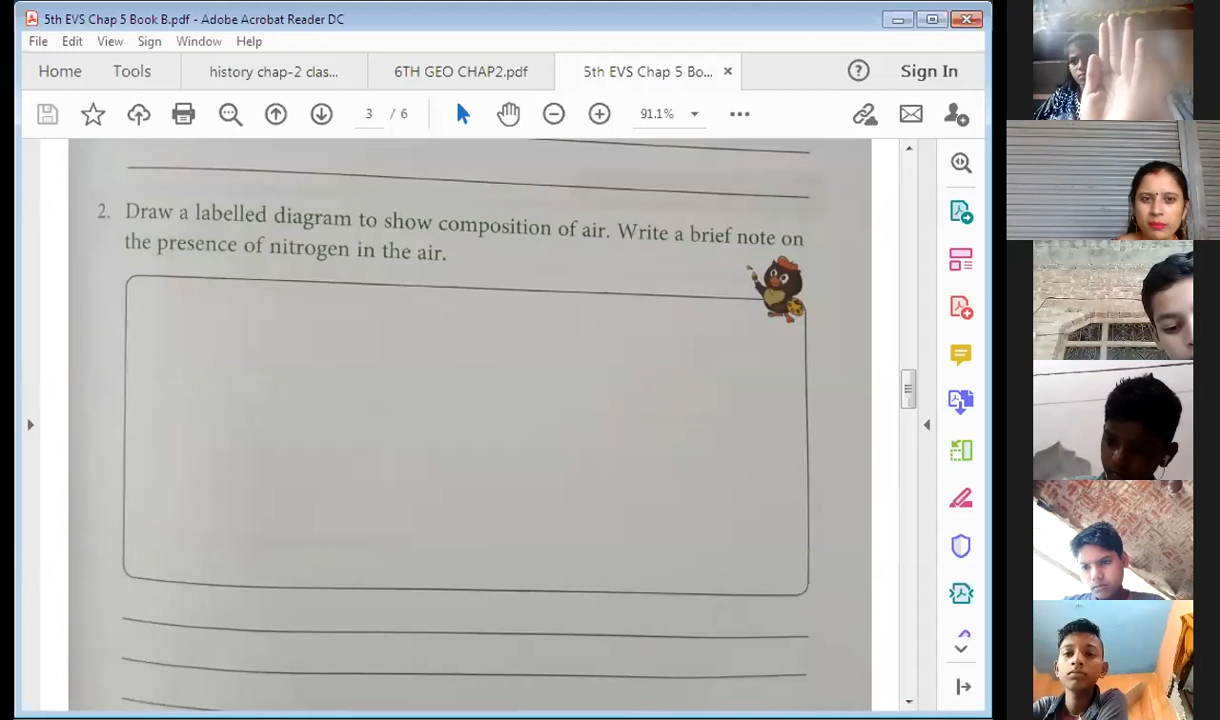 5th EVS Chap 5 Book B.pdf - Adobe Acrobat Reader DC
File Edit View Sign Window Help
Home Tools history chap-2 clas... 6TH GEO CHAP2.pdf 5th EVS Chap 5 Bo... × Sign In
3 / 6 91.1%
2. Draw a labelled diagram to show composition of air. Write a brief note on
the presence of nitrogen in the air.